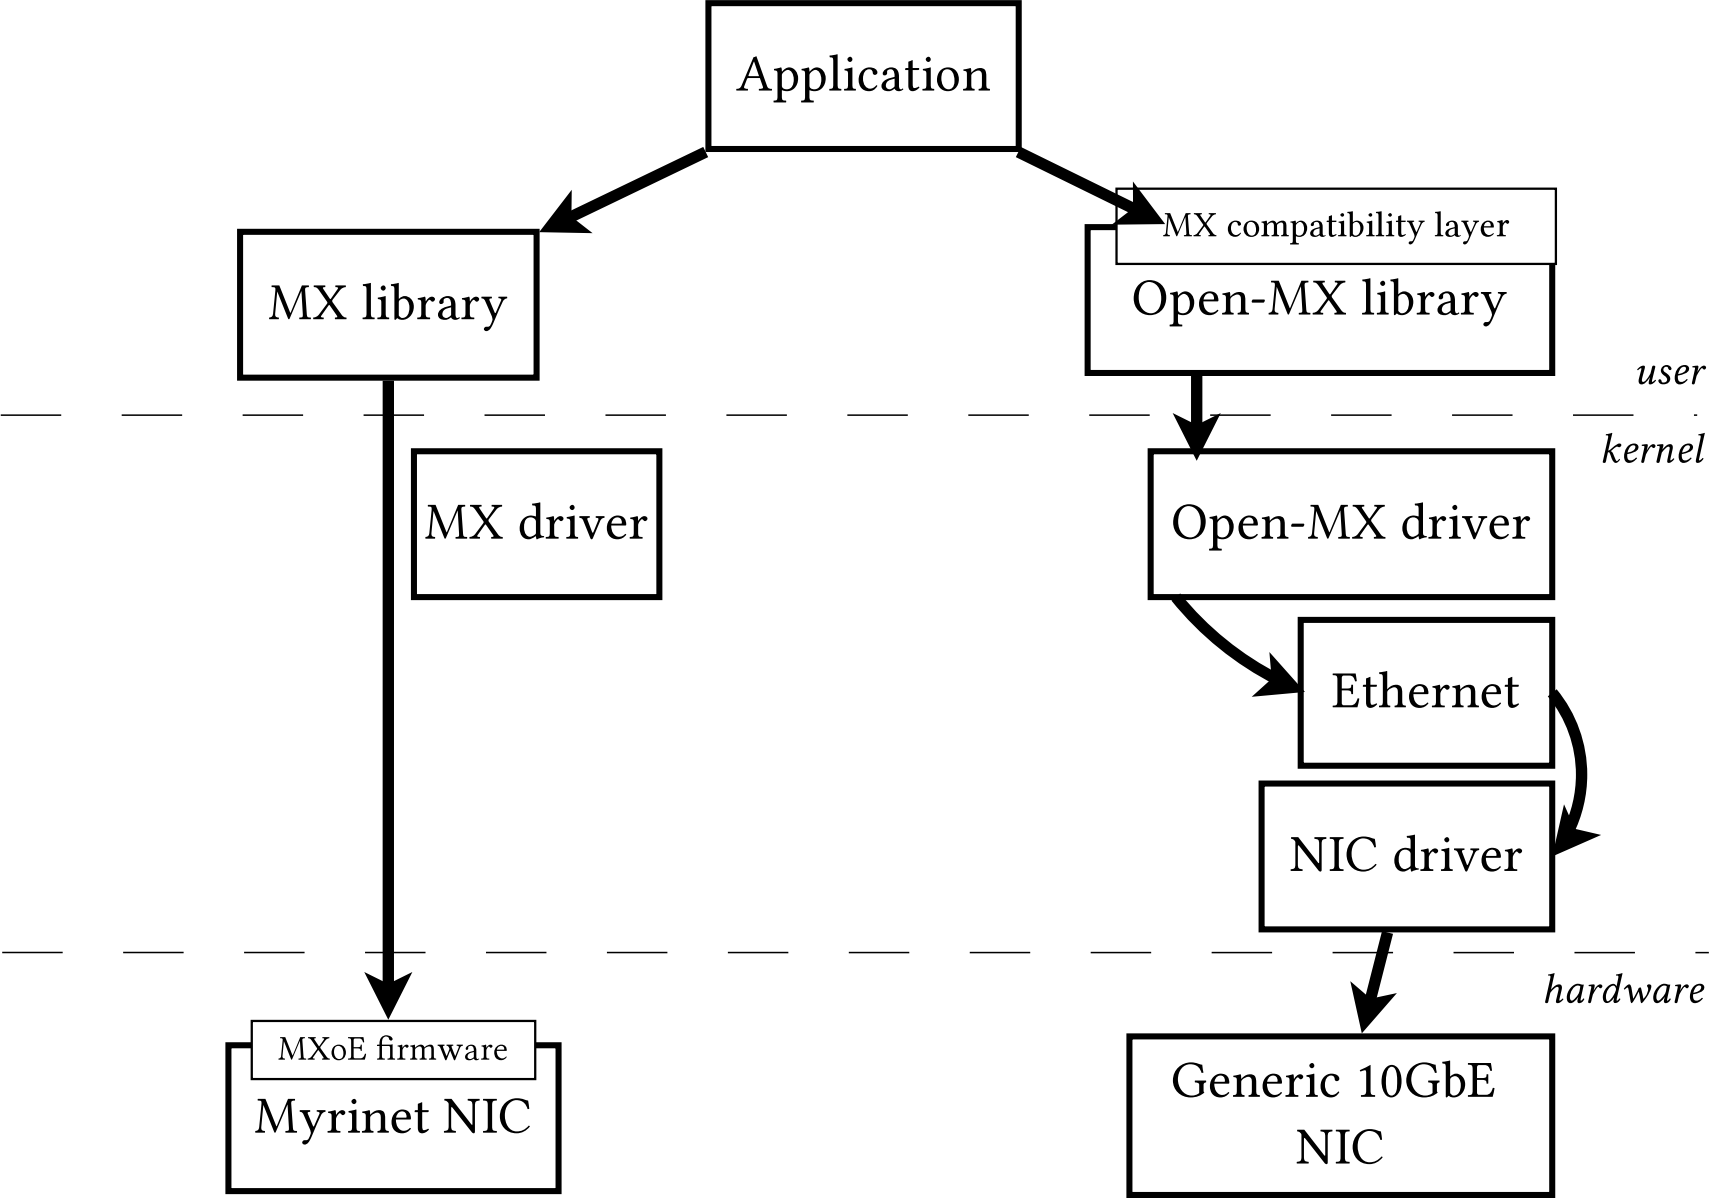 Application
MX compatibility layer
MX library
Open-MX library
user
kernel
MX driver
Open-MX driver
Ethernet
NIC driver
hardware
MXoE firmware
Myrinet NIC
Generic 10GbE
NIC